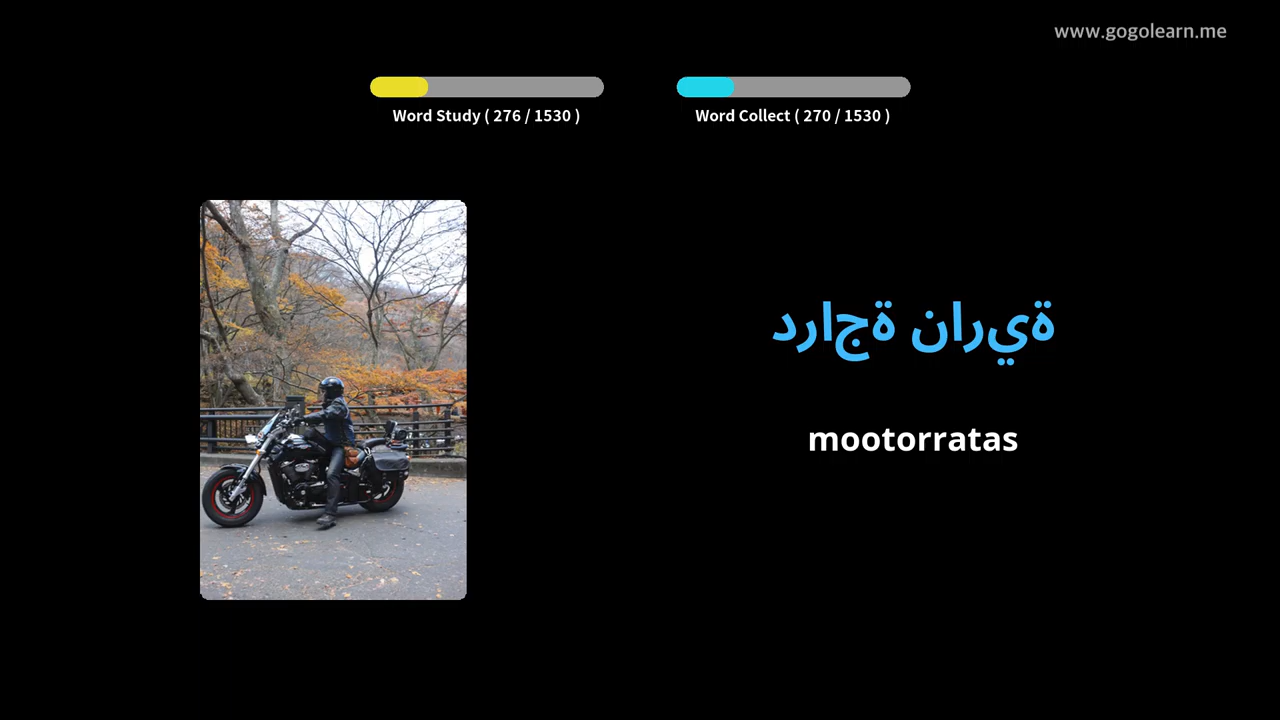 www.gogolearn.me
Word Study ( 276 / 1530 )
Word Collect ( 270 / 1530 )
دراجة نارية
mootorratas